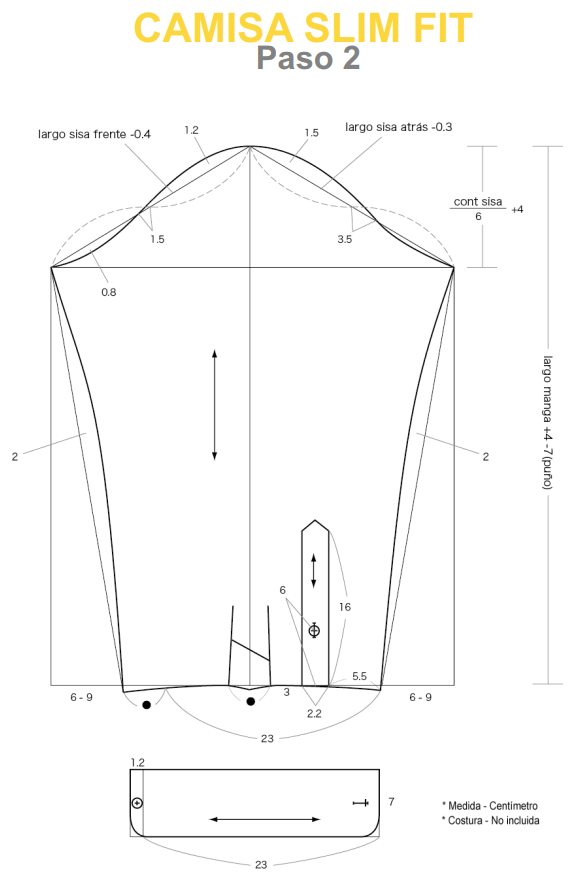 CAMISA SLIM FIT
Paso 2
largo sisa frente -0.4
1.2
1.5
largo sisa atrás -0.3
cont sisa
6
+4
1.5
3.5
0.8
largo manga +4 -7(puño)
2
2
6
16
5.5
6 - 9
3
6 - 9
2.2
23
1.2
7
* Medida - Centímetro
* Costura - No incluida
23